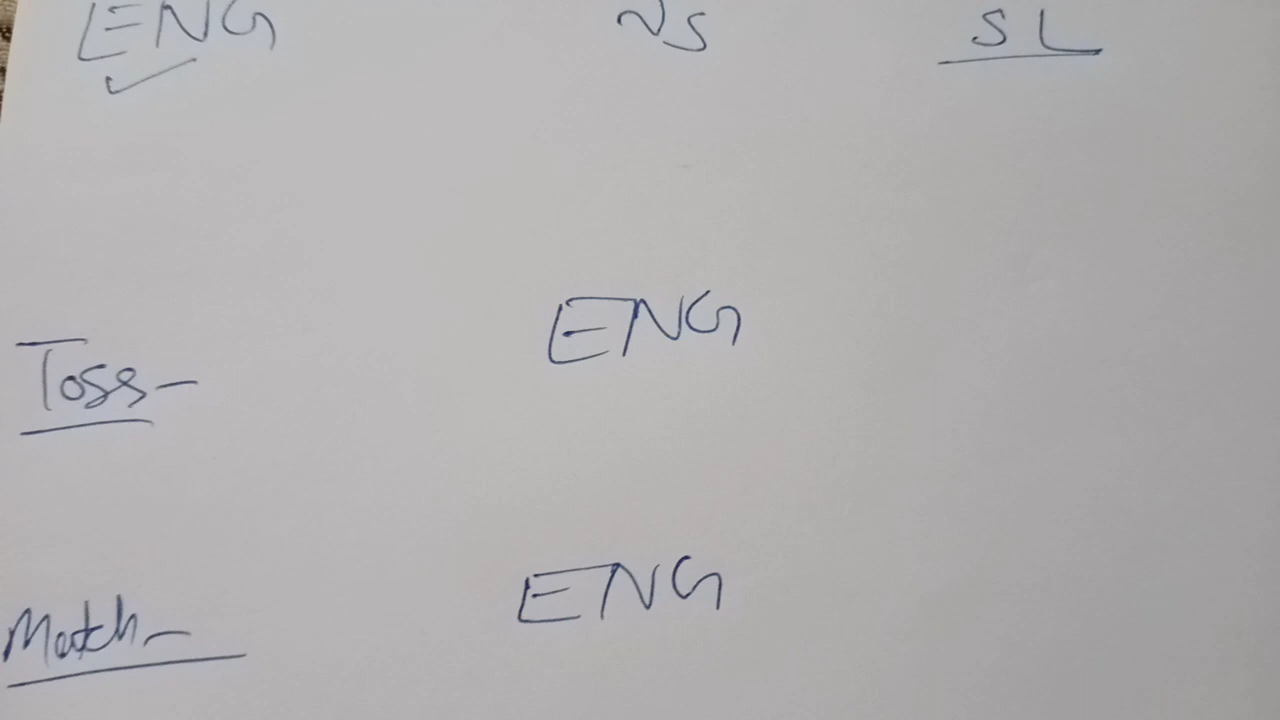 ENG vs SL
ENG
Toss-
ENG
Match-